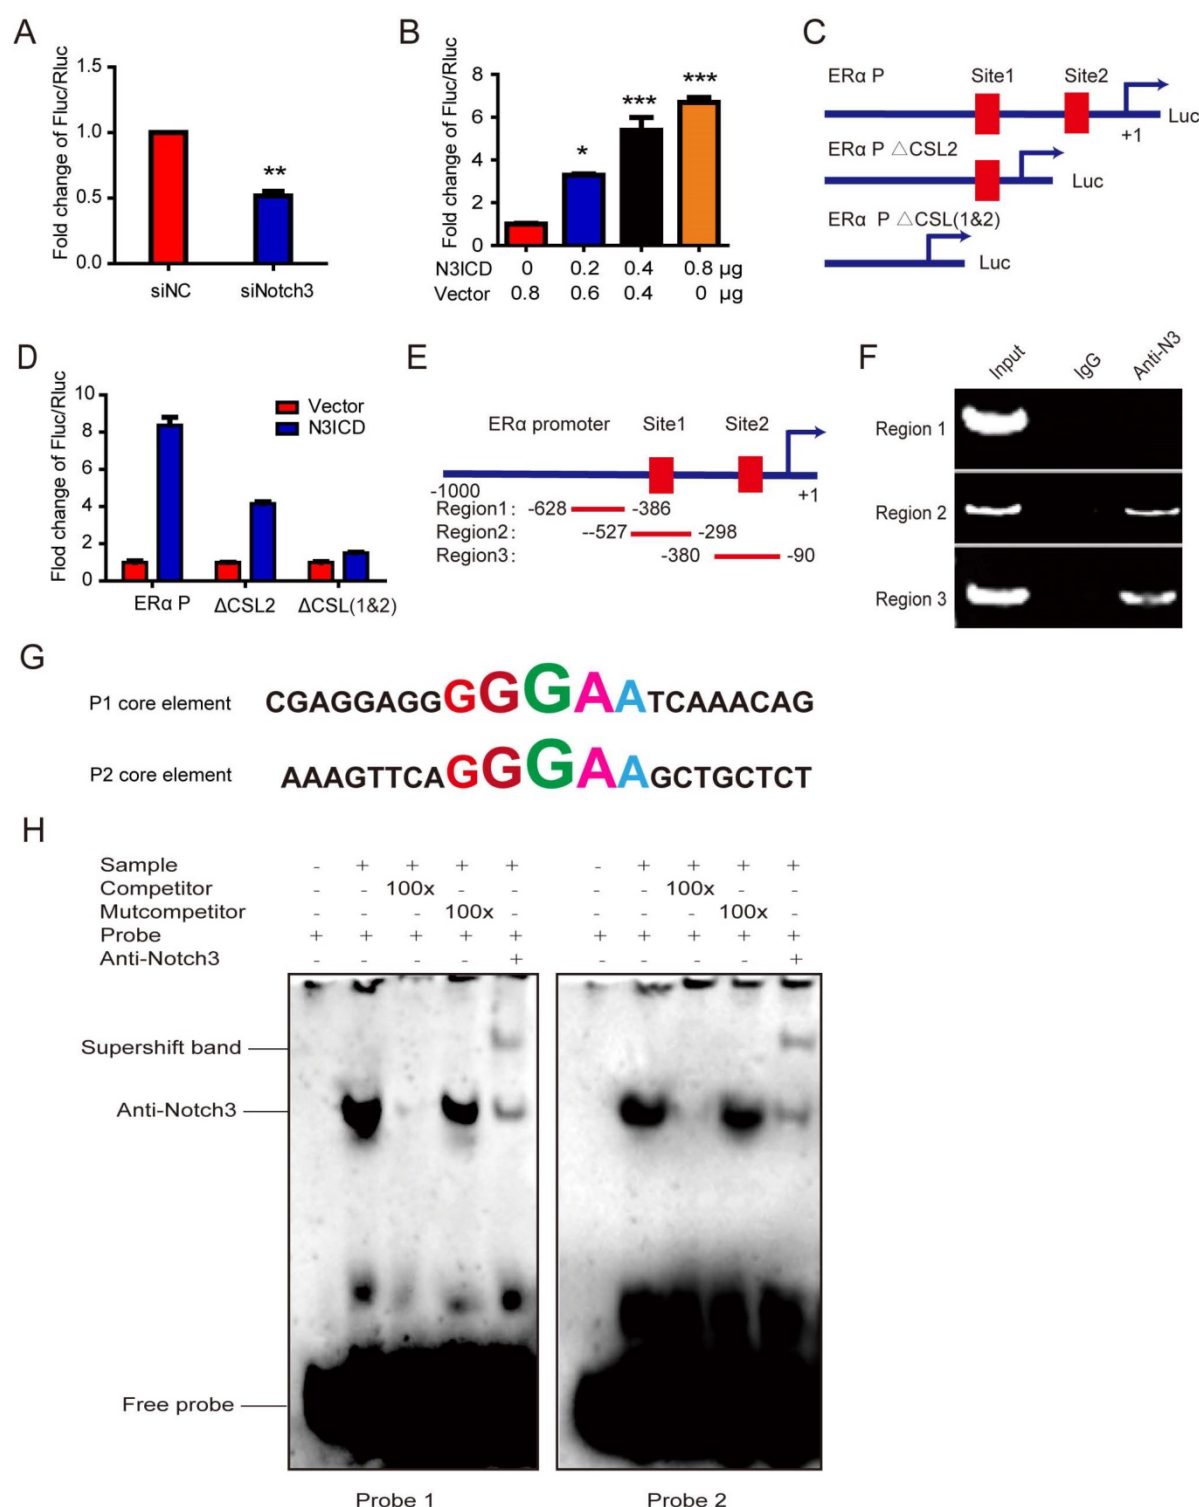 A
Fold change of Fluc/Rluc
1.5
1.0
0.5
0.0
**
siNC
siNotch3
B
Fold change of Fluc/Rluc
8
6
4
2
0
*
***
***
N3ICD 0 0.2 0.4 0.8 µg
Vector 0.8 0.6 0.4 0 µg
C
ERα P Site1 Site2
+1
Luc
ERα P △CSL2
Luc
ERα P △CSL(1&2)
Luc
D
Flod change of Fluc/Rluc
10
8
6
4
2
0
Vector
N3ICD
ERα P
ΔCSL2
ΔCSL(1&2)
E
ERα promoter Site1 Site2
-1000
+1
Region1: -628 -386
Region2: --527 -298
Region3: -380 -90
F
Input IgG Anti-N3
Region 1
Region 2
Region 3
G
P1 core element CGAGGAGGGGGAATCAAACAG
P2 core element AAAGTTCAGGGAAGCTGCTCT
H
Sample - + + + + - + + + +
Competitor - - 100x - - - - 100x - -
Mutcompetitor - - - 100x - - - - 100x -
Probe + + + + + + + + + +
Anti-Notch3 - - - - + - - - - +
Supershift band
Anti-Notch3
Free probe
Probe 1
Probe 2